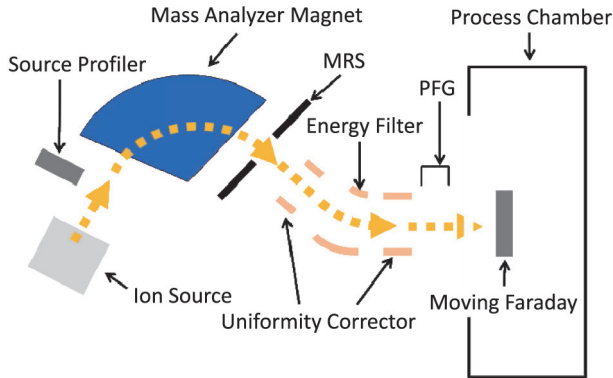 Mass Analyzer Magnet
Process Chamber
Source Profiler
MRS
PFG
Energy Filter
Ion Source
Uniformity Corrector
Moving Faraday